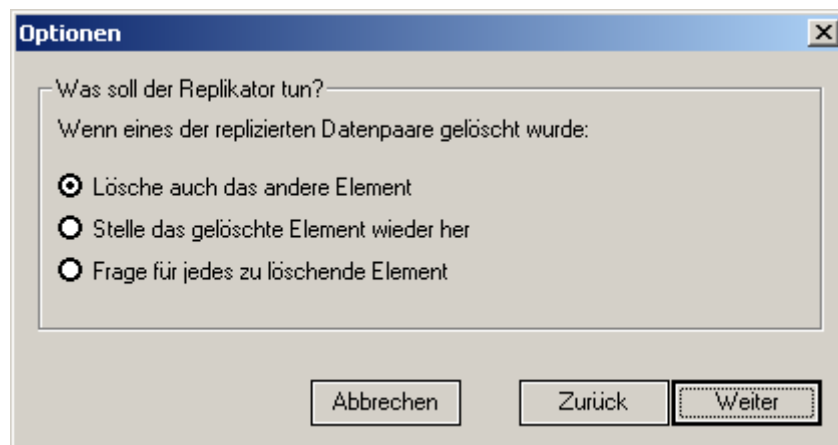 Optionen
Was soll der Replikator tun?
Wenn eines der replizierten Datenpaare gelöscht wurde:
Lösche auch das andere Element
Stelle das gelöschte Element wieder her
Frage für jedes zu löschende Element
Abbrechen Zurück Weiter